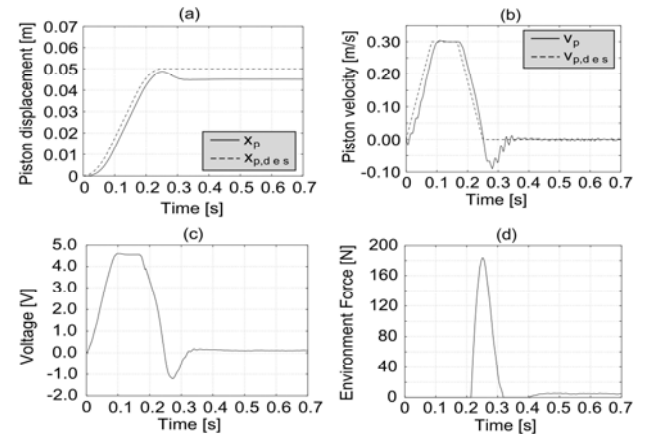 (a)
Piston displacement [m]
0.07
0.06
0.05
0.04
0.03
0.02
0.01
0
x_p
x_p,des
0 0.1 0.2 0.3 0.4 0.5 0.6 0.7
Time [s]
(b)
Piston velocity [m/s]
0.30
0.20
0.10
0.00
-0.10
v_p
v_p,des
0 0.1 0.2 0.3 0.4 0.5 0.6 0.7
Time [s]
(c)
Voltage [V]
5.0
4.0
3.0
2.0
1.0
0.0
-1.0
-2.0
0 0.1 0.2 0.3 0.4 0.5 0.6 0.7
Time [s]
(d)
Environment Force [N]
200
160
120
80
40
0
0 0.1 0.2 0.3 0.4 0.5 0.6 0.7
Time [s]